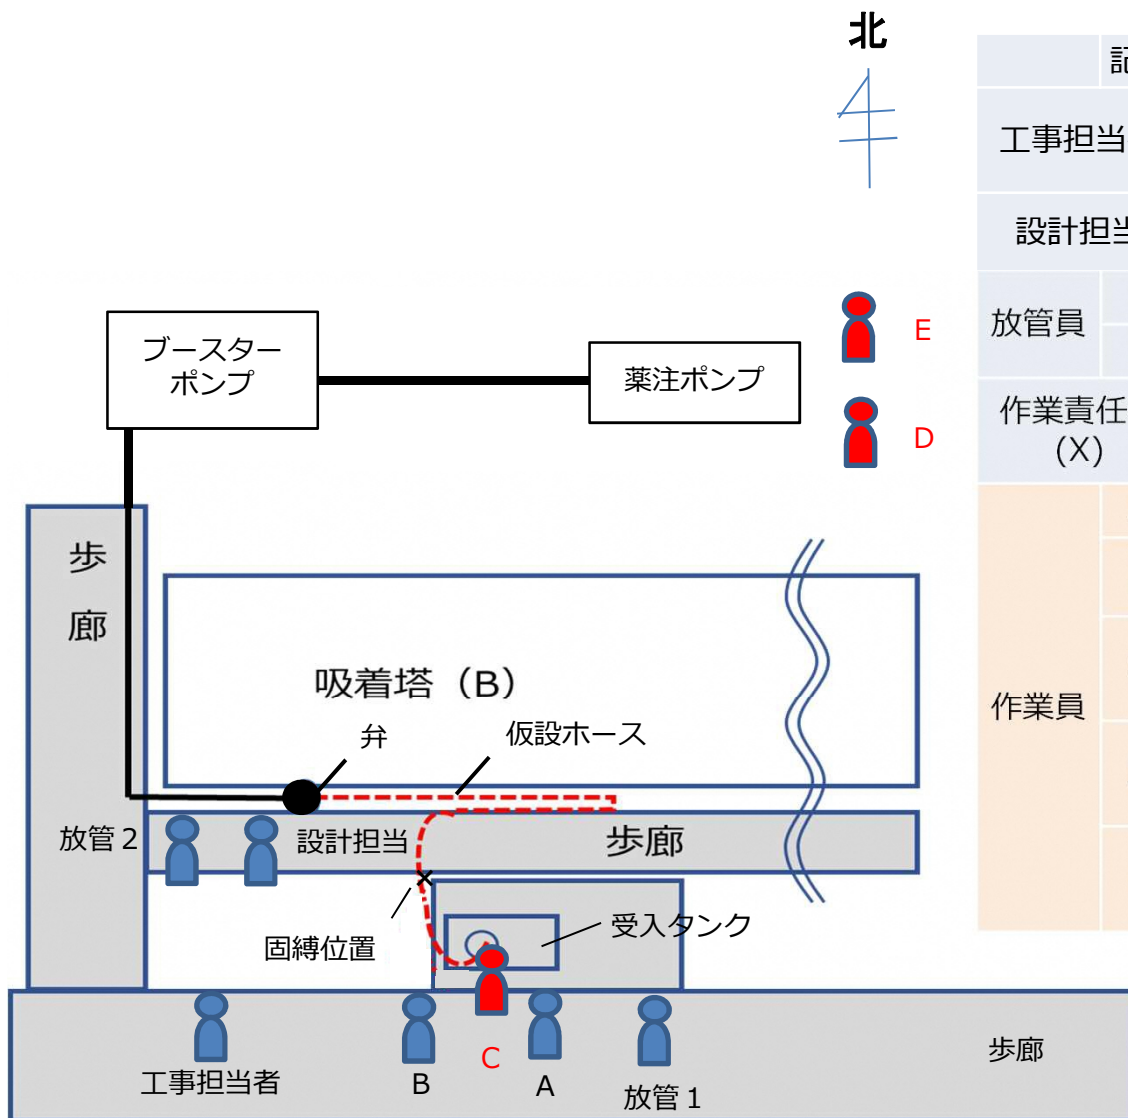 北
E
D
ブースター
ポンプ
薬注ポンプ
歩
廊
吸着塔（B）
弁
仮設ホース
放管２
設計担当
歩廊
固縛位置
受入タンク
工事担当者
B
C
A
放管１
歩廊
工事担当
設計担当
放管員
作業責任
(X)
作業員